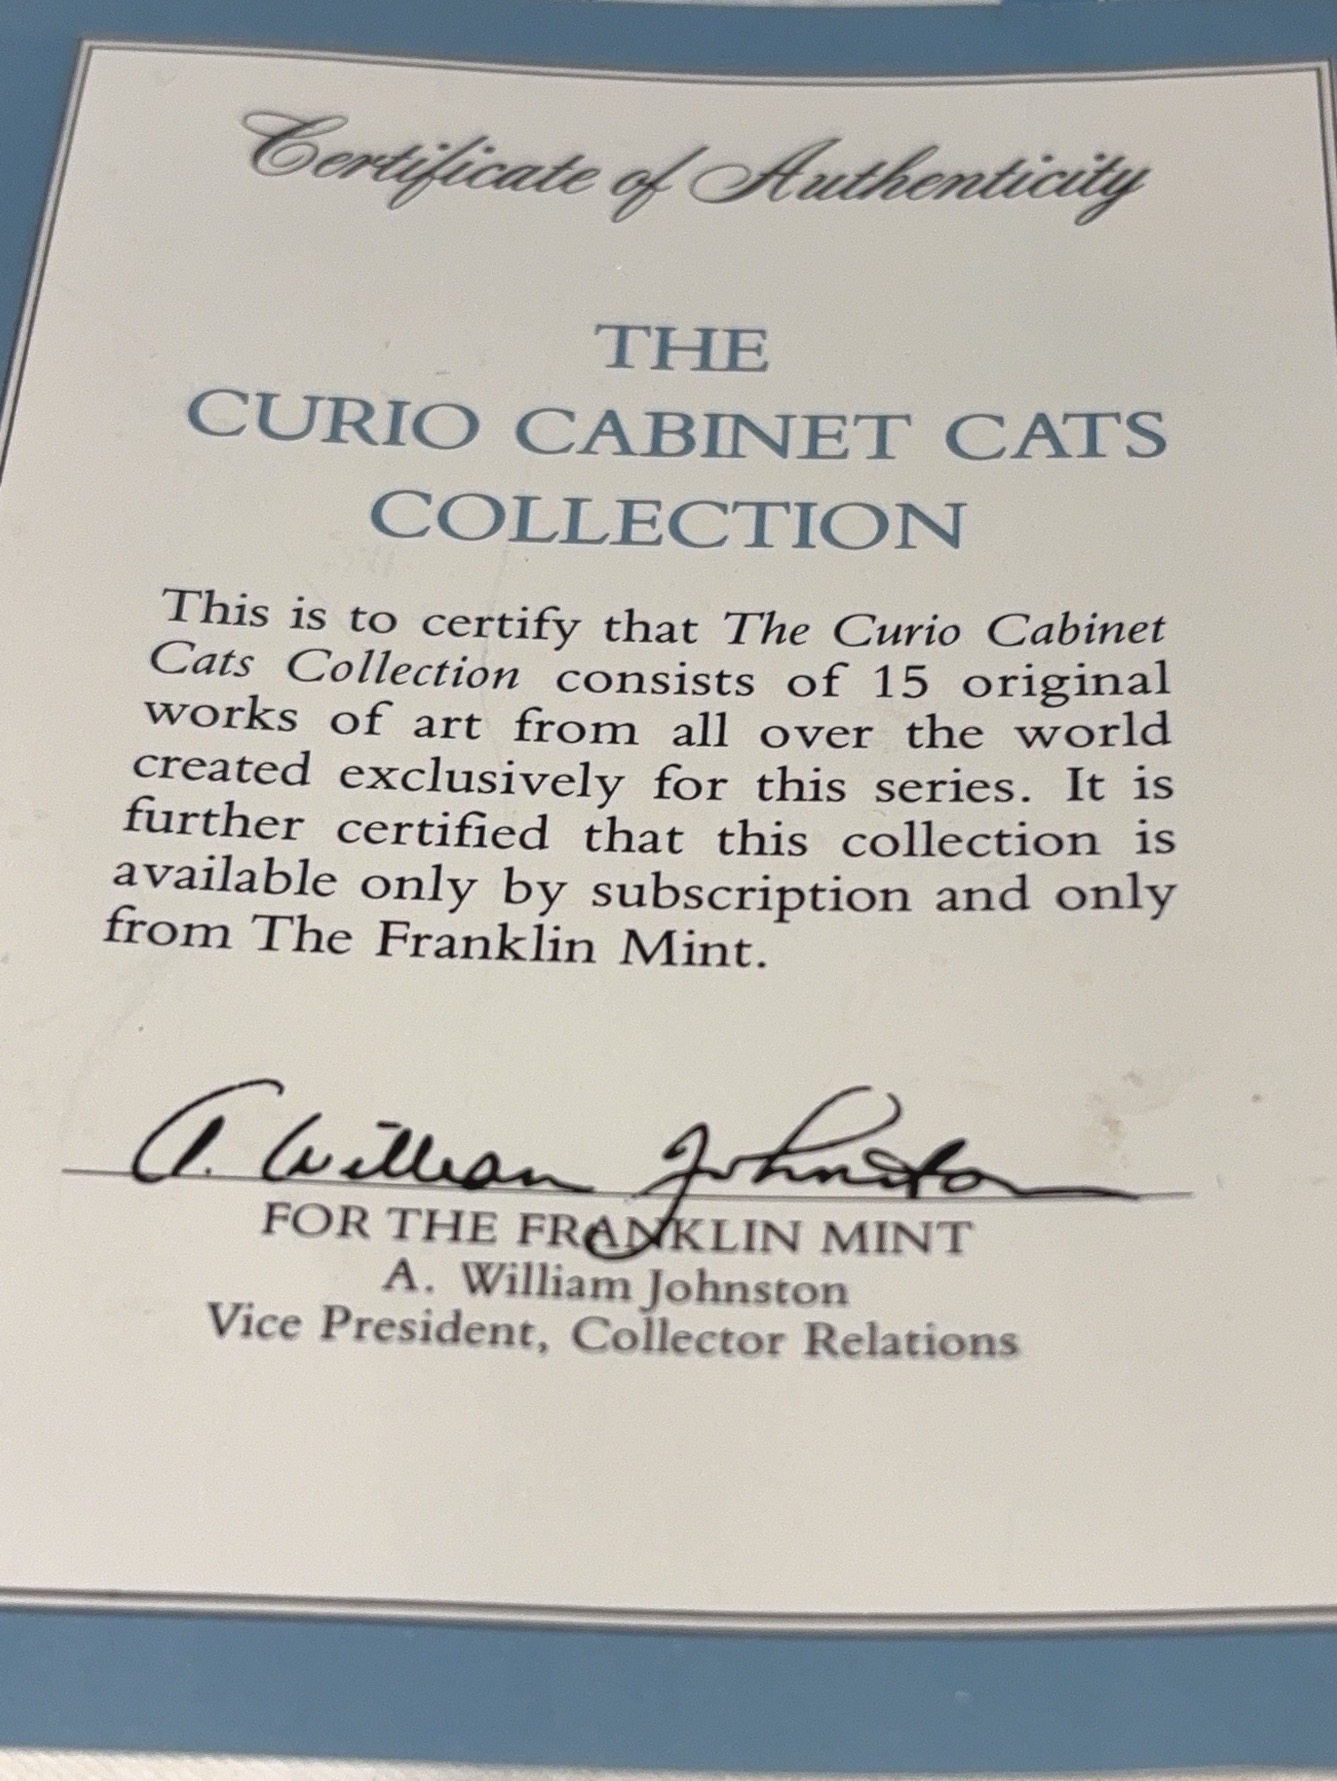 Certificate of Authenticity
THE
CURIO CABINET CATS
COLLECTION
This is to certify that The Curio Cabinet
Cats Collection consists of 15 original
works of art from all over the world
created exclusively for this series. It is
further certified that this collection is
available only by subscription and only
from The Franklin Mint.
A. William Johnston
FOR THE FRANKLIN MINT
A. William Johnston
Vice President, Collector Relations